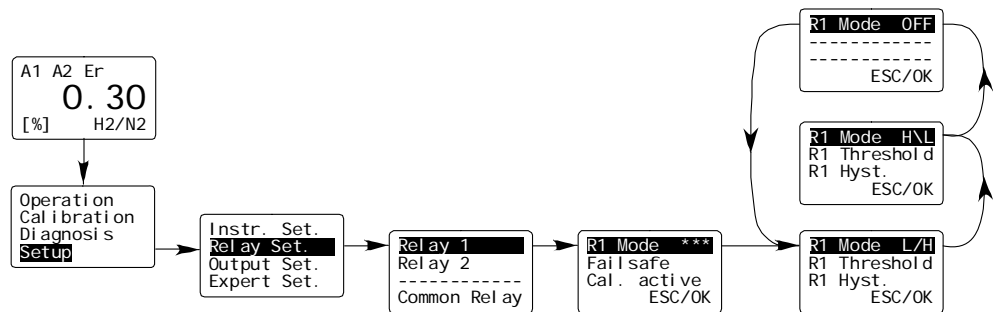 A1 A2 Er
0.30
[%] H2/N2
Operation
Calibration
Diagnosis
Setup
Instr. Set.
Relay Set.
Output Set.
Expert Set.
Relay 1
Relay 2
------------
Common Relay
R1 Mode ***
Failsafe
Cal. active
ESC/OK
R1 Mode OFF
------------
------------
ESC/OK
R1 Mode H\L
R1 Threshold
R1 Hyst.
ESC/OK
R1 Mode L/H
R1 Threshold
R1 Hyst.
ESC/OK